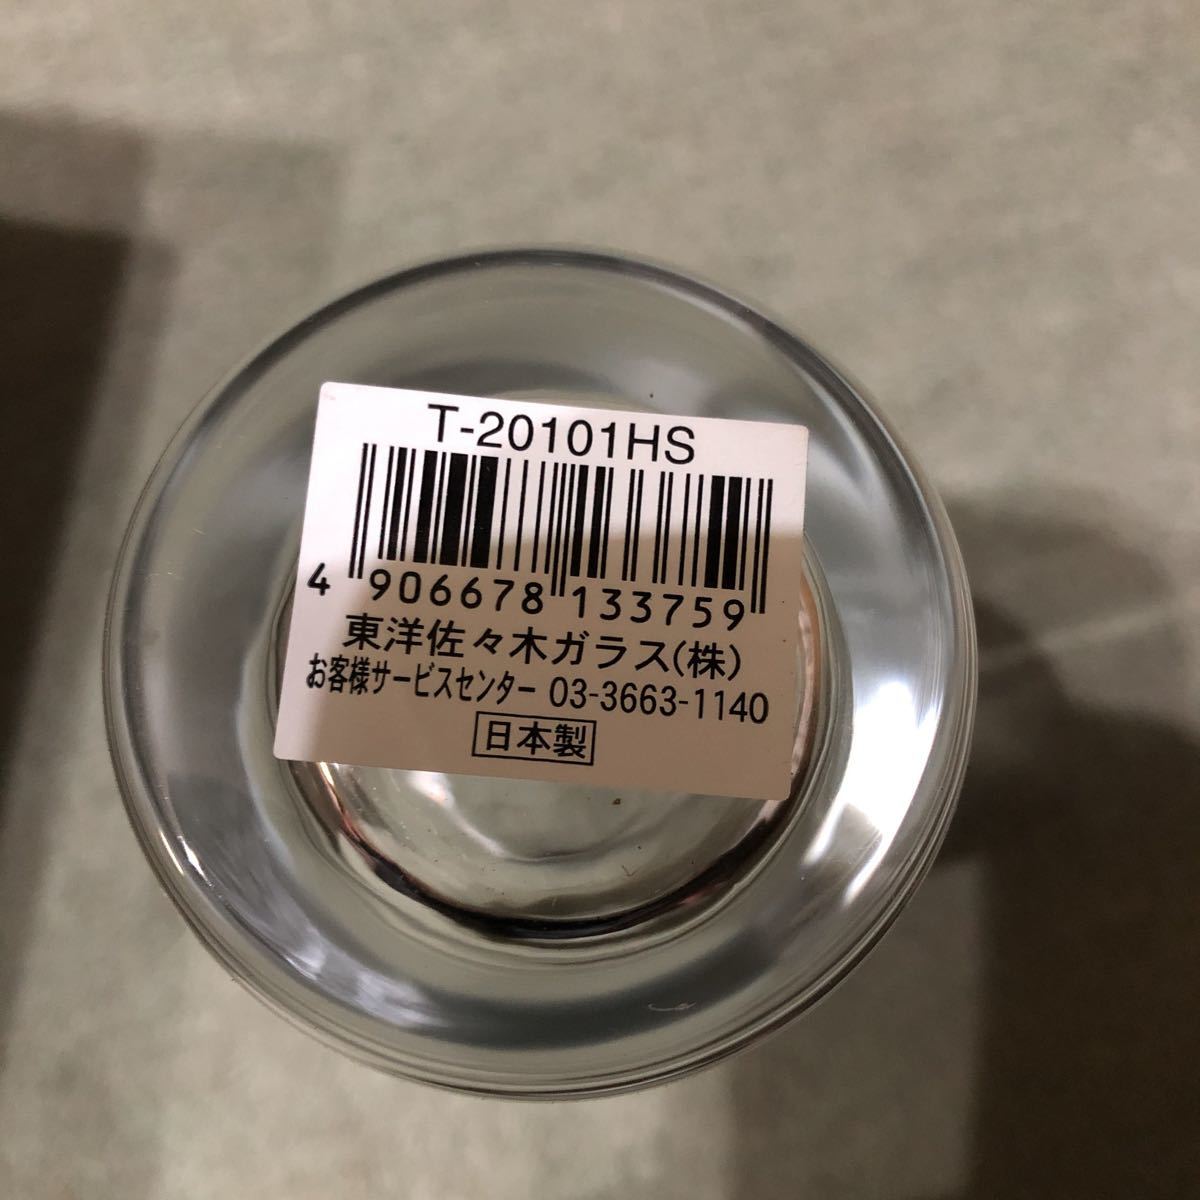 T-20101HS
4 906678 133759
東洋佐々木ガラス(株)
お客様サービスセンター 03-3663-1140
日本製